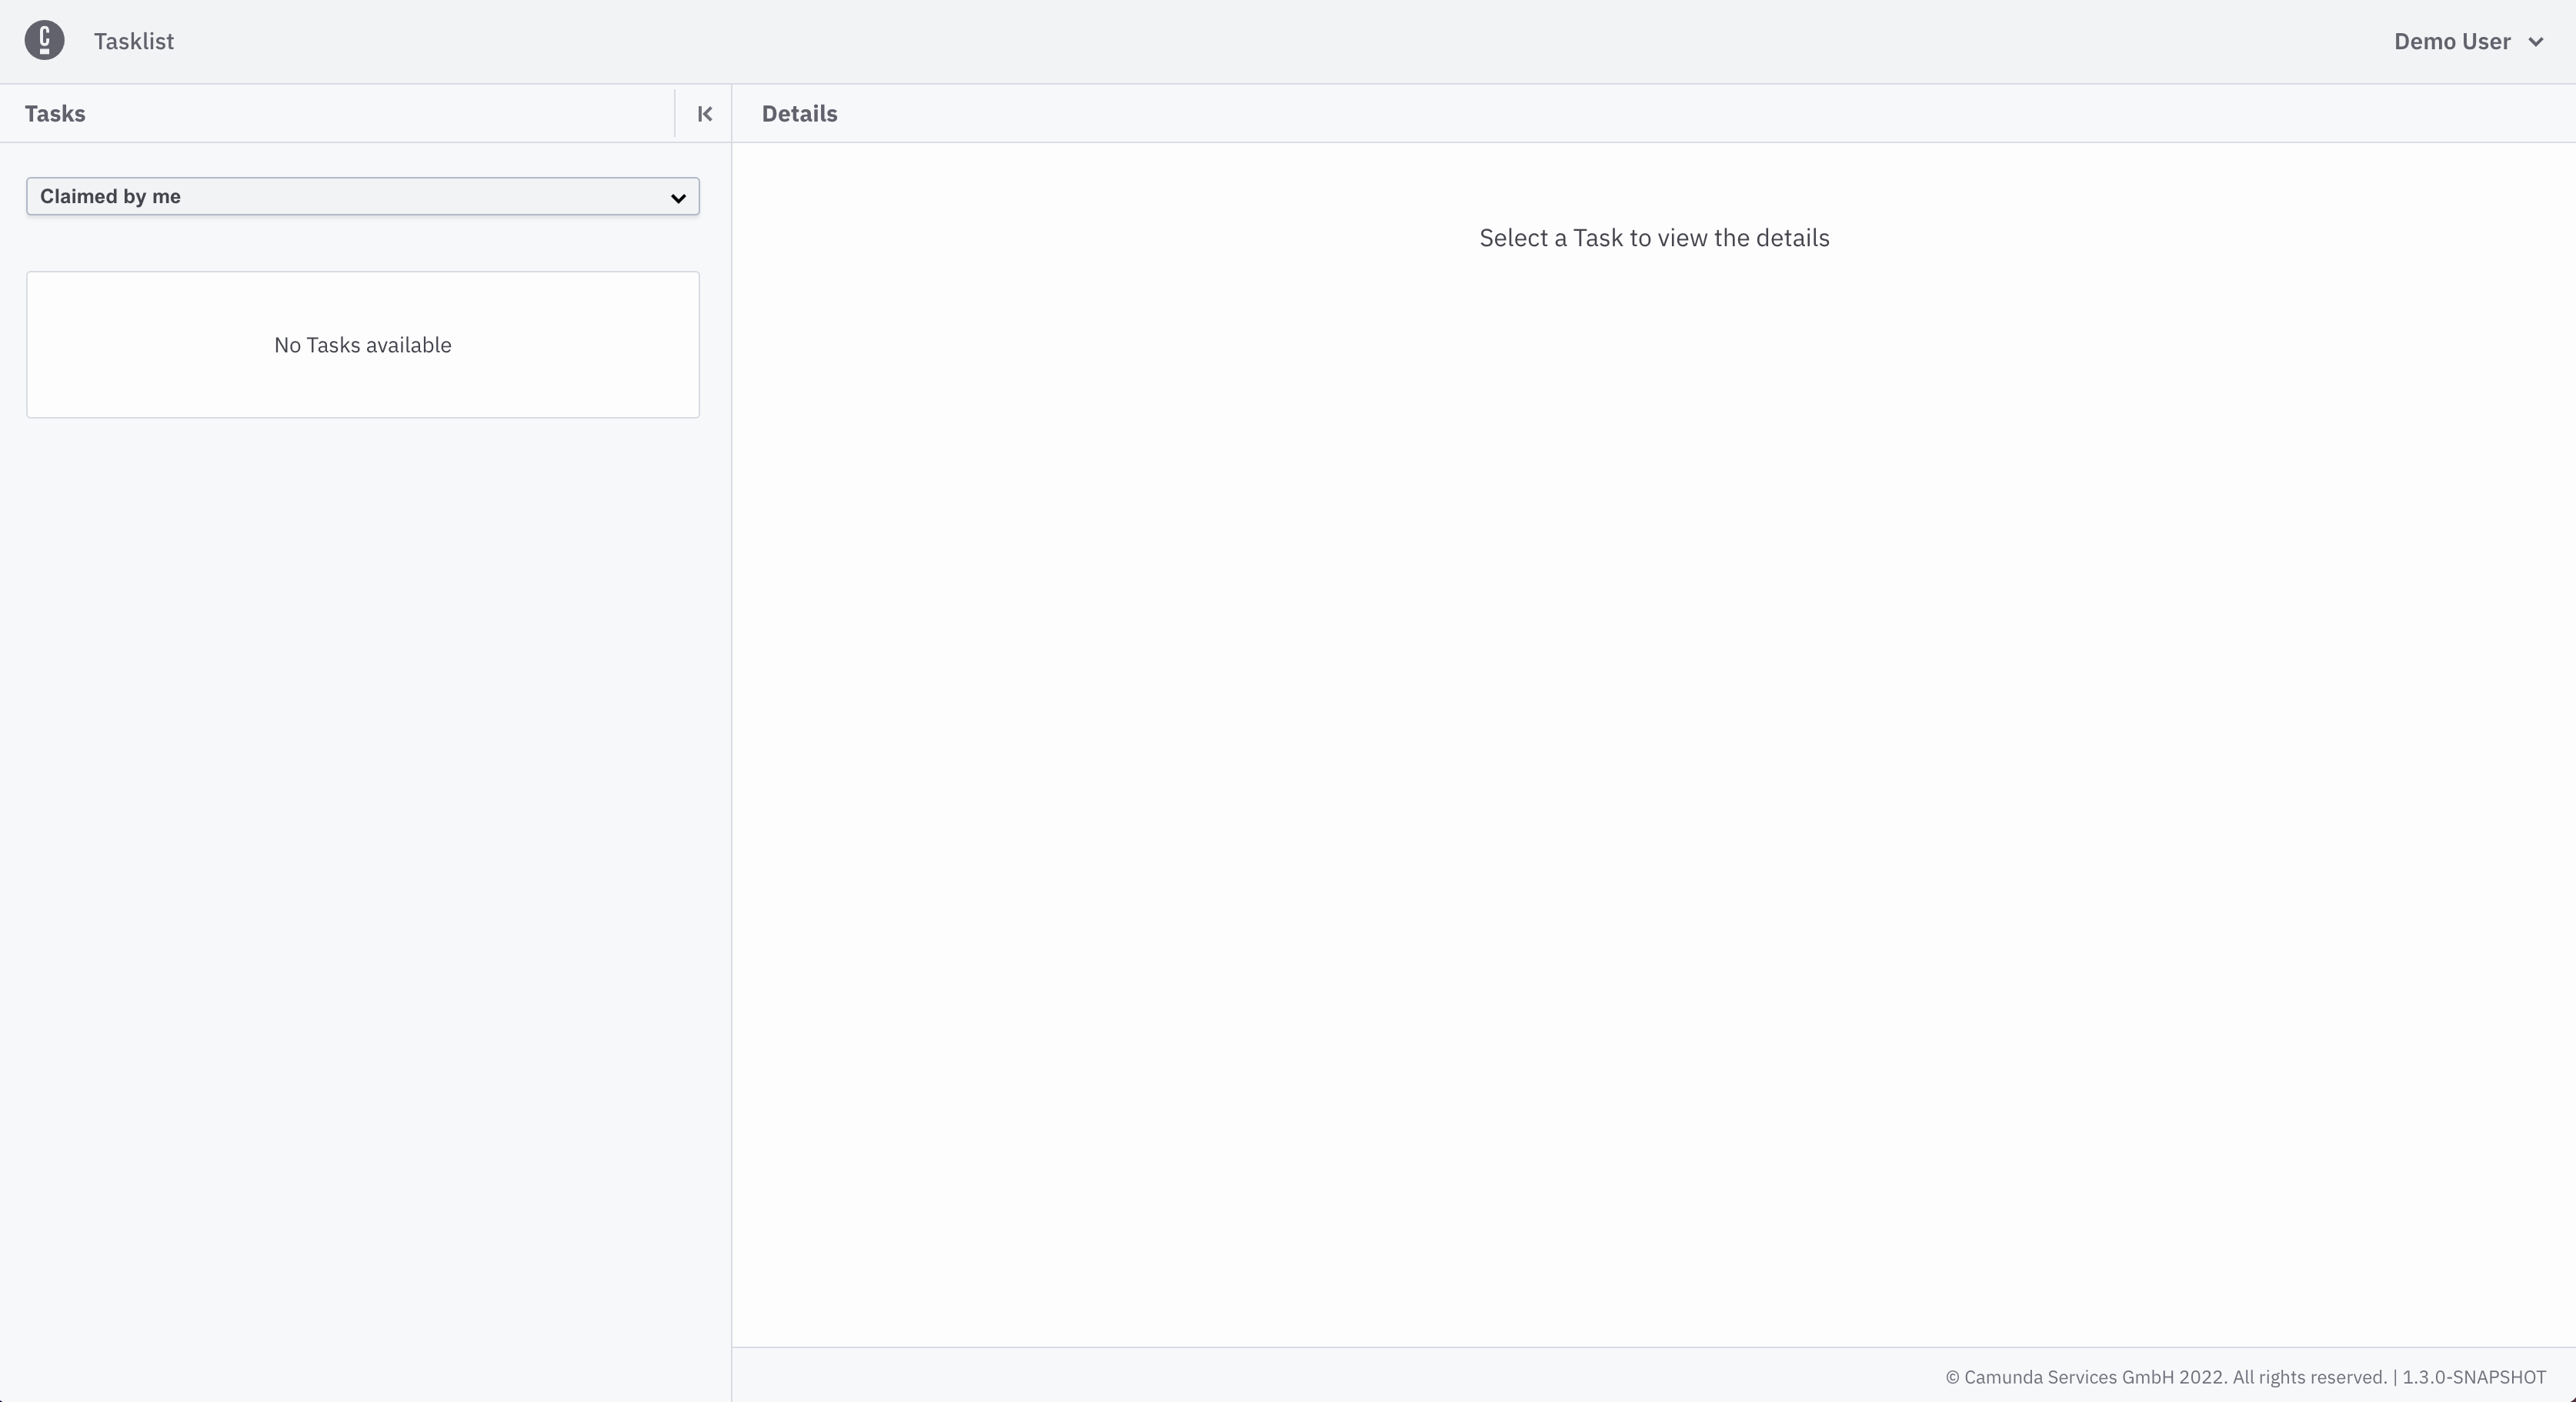 Tasklist
Demo User
Tasks
Details
Claimed by me
Select a Task to view the details
No Tasks available
© Camunda Services GmbH 2022. All rights reserved. | 1.3.0-SNAPSHOT